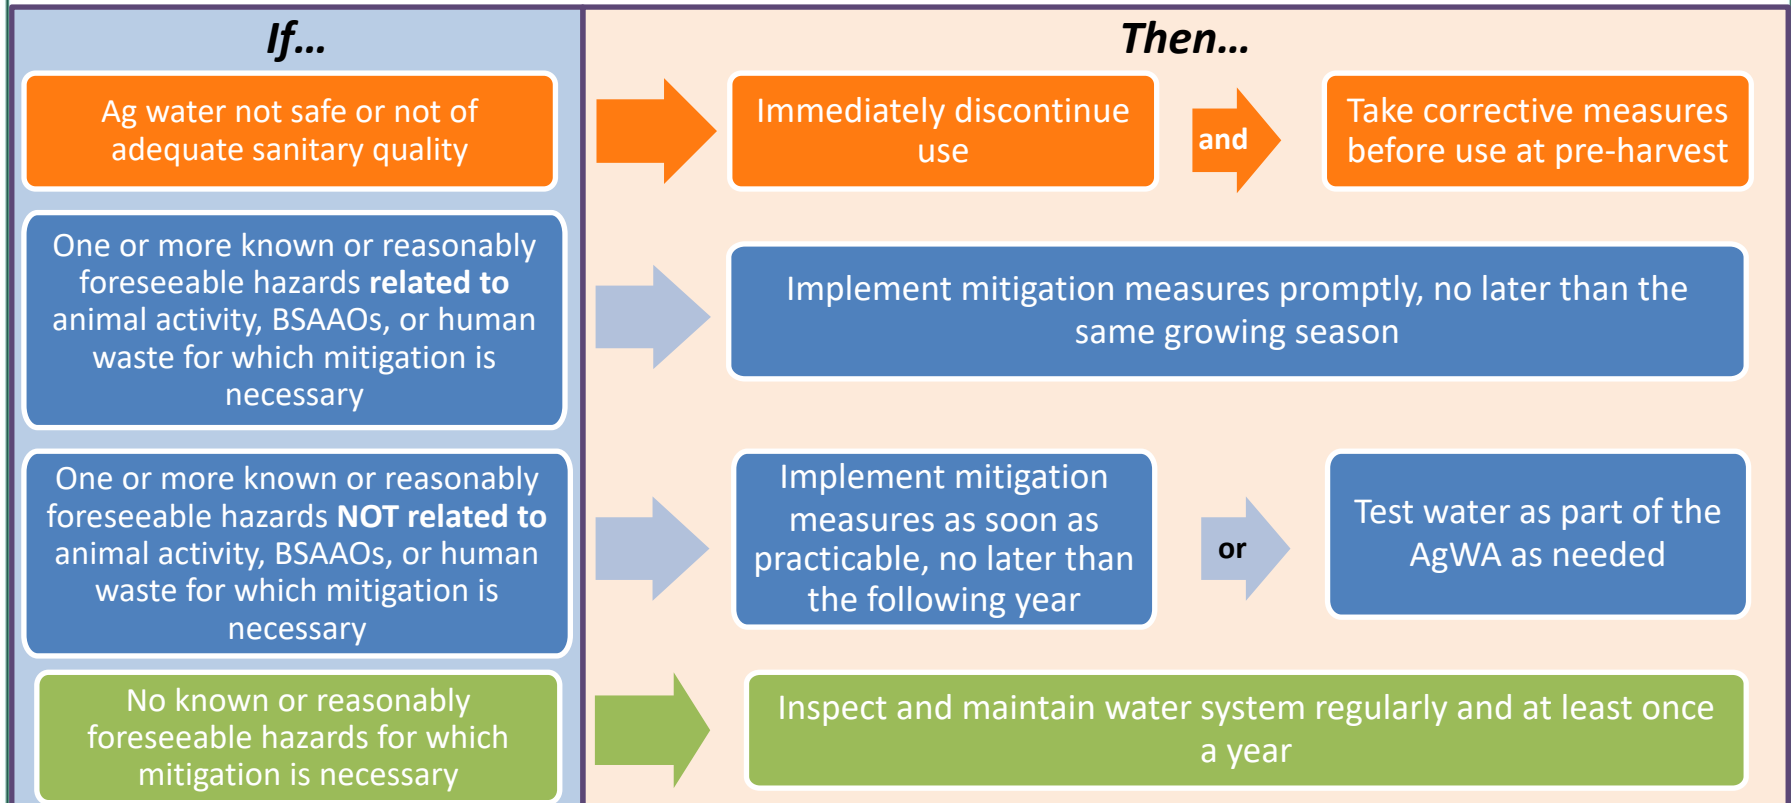 If...
Then...
Ag water not safe or not of
adequate sanitary quality
Immediately discontinue
use
and
Take corrective measures
before use at pre-harvest
One or more known or reasonably
foreseeable hazards related to
animal activity, BSAAOs, or human
waste for which mitigation is
necessary
Implement mitigation measures promptly, no later than the
same growing season
One or more known or reasonably
foreseeable hazards NOT related to
animal activity, BSAAOs, or human
waste for which mitigation is
necessary
Implement mitigation
measures as soon as
practicable, no later than
the following year
or
Test water as part of the
AgWA as needed
No known or reasonably
foreseeable hazards for which
mitigation is necessary
Inspect and maintain water system regularly and at least once
a year